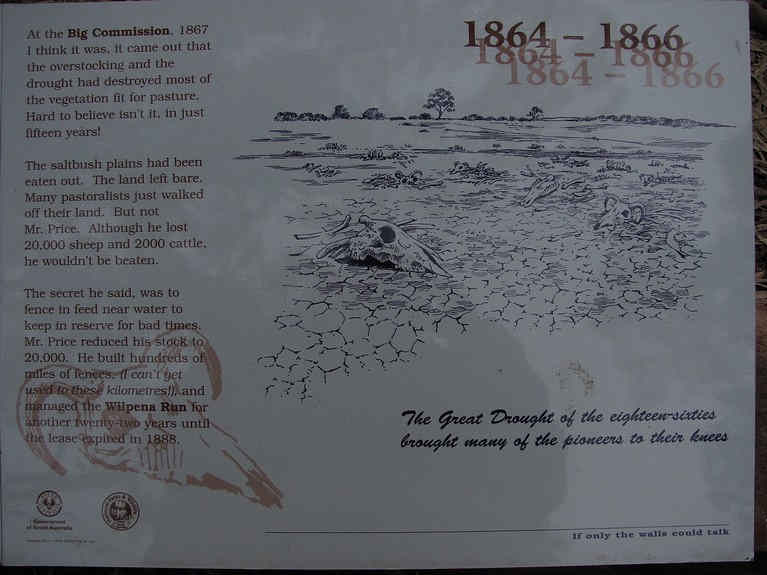 At the Big Commission, 1867
I think it was, it came out that
the overstocking and the
drought had destroyed most of
the vegetation fit for pasture.
Hard to believe isn't it, in just
fifteen years!
The saltbush plains had been
eaten out. The land left bare.
Many pastoralists just walked
off their land. But not
Mr. Price. Although he lost
20,000 sheep and 2000 cattle,
he wouldn't be beaten.
The secret he said, was to
fence in feed near water to
keep in reserve for bad times.
Mr. Price reduced his stock to
20,000. He built hundreds of
miles of fences, (I can't get
used to these kilometres!), and
managed the Wilpena Run for
another twenty-two years until
the lease expired in 1888.
1864 – 1866
1864 – 1866
1864 – 1866
The Great Drought of the eighteen-sixties
brought many of the pioneers to their knees
Government
of South Australia
If only the walls could talk